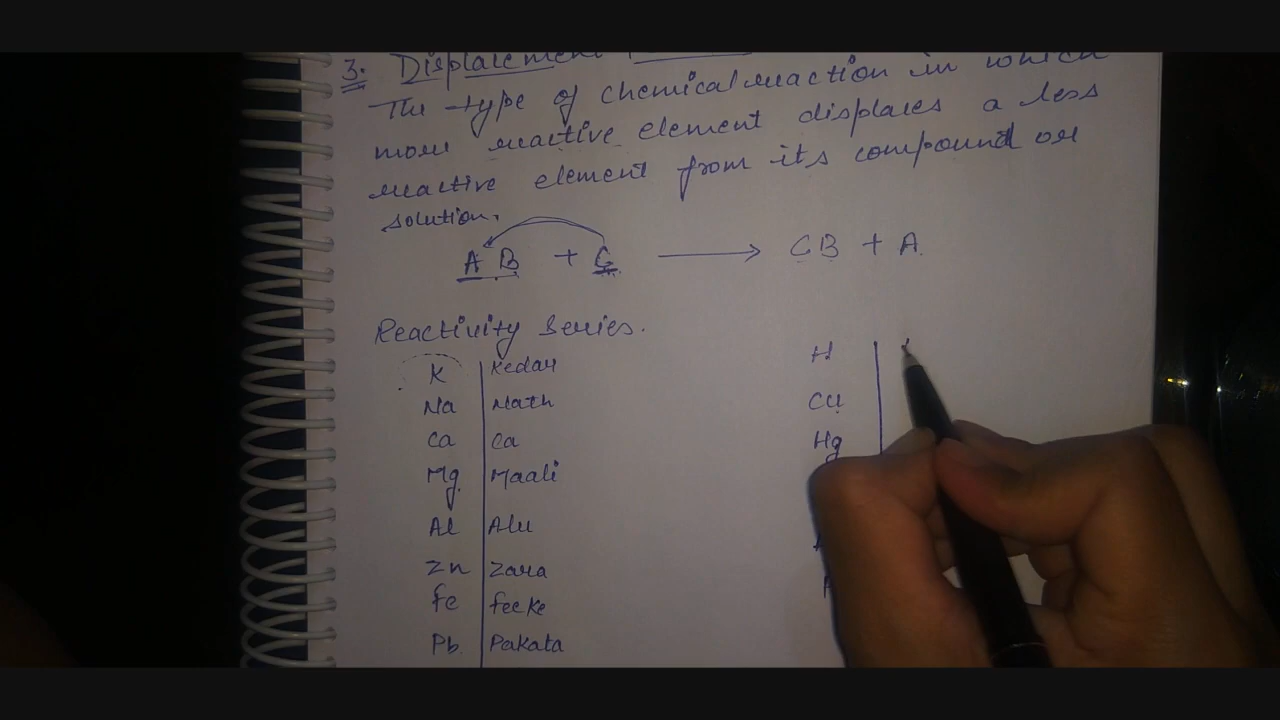 3. Displacement
The type of chemical reaction in which
more reactive element displaces a less
reactive element from its compound or
solution.
A B + C → CB + A
Reactivity Series.
K Kedar
Na Nath
Ca Ca
Mg Maali
Al Alu
Zn Zara
Fe Feeke
Pb Pakata
H
Cu
Hg